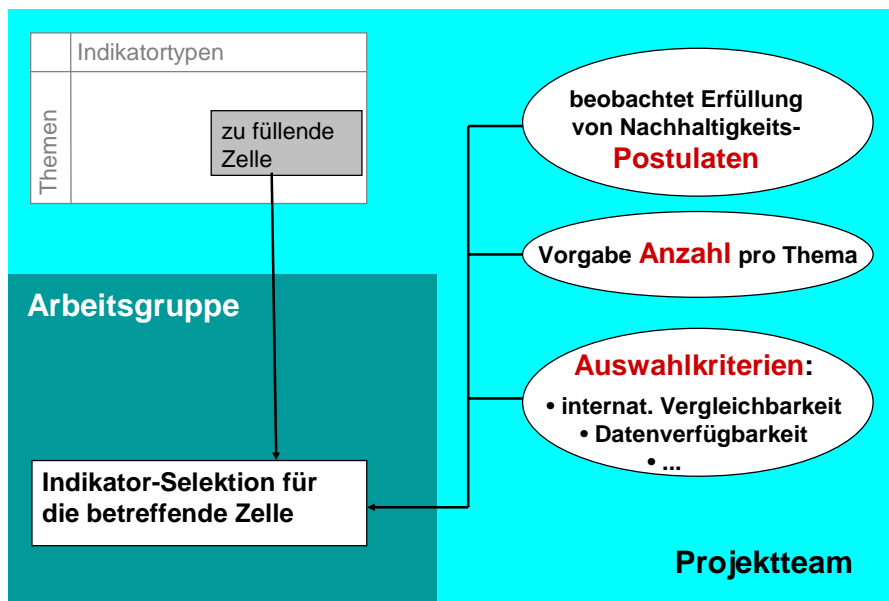 Indikatortypen
Themen
zu füllende
Zelle
Arbeitsgruppe
Indikator-Selektion für
die betreffende Zelle
beobachtet Erfüllung
von Nachhaltigkeits-
Postulaten
Vorgabe Anzahl pro Thema
Auswahlkriterien:
• internat. Vergleichbarkeit
• Datenverfügbarkeit
• ...
Projektteam